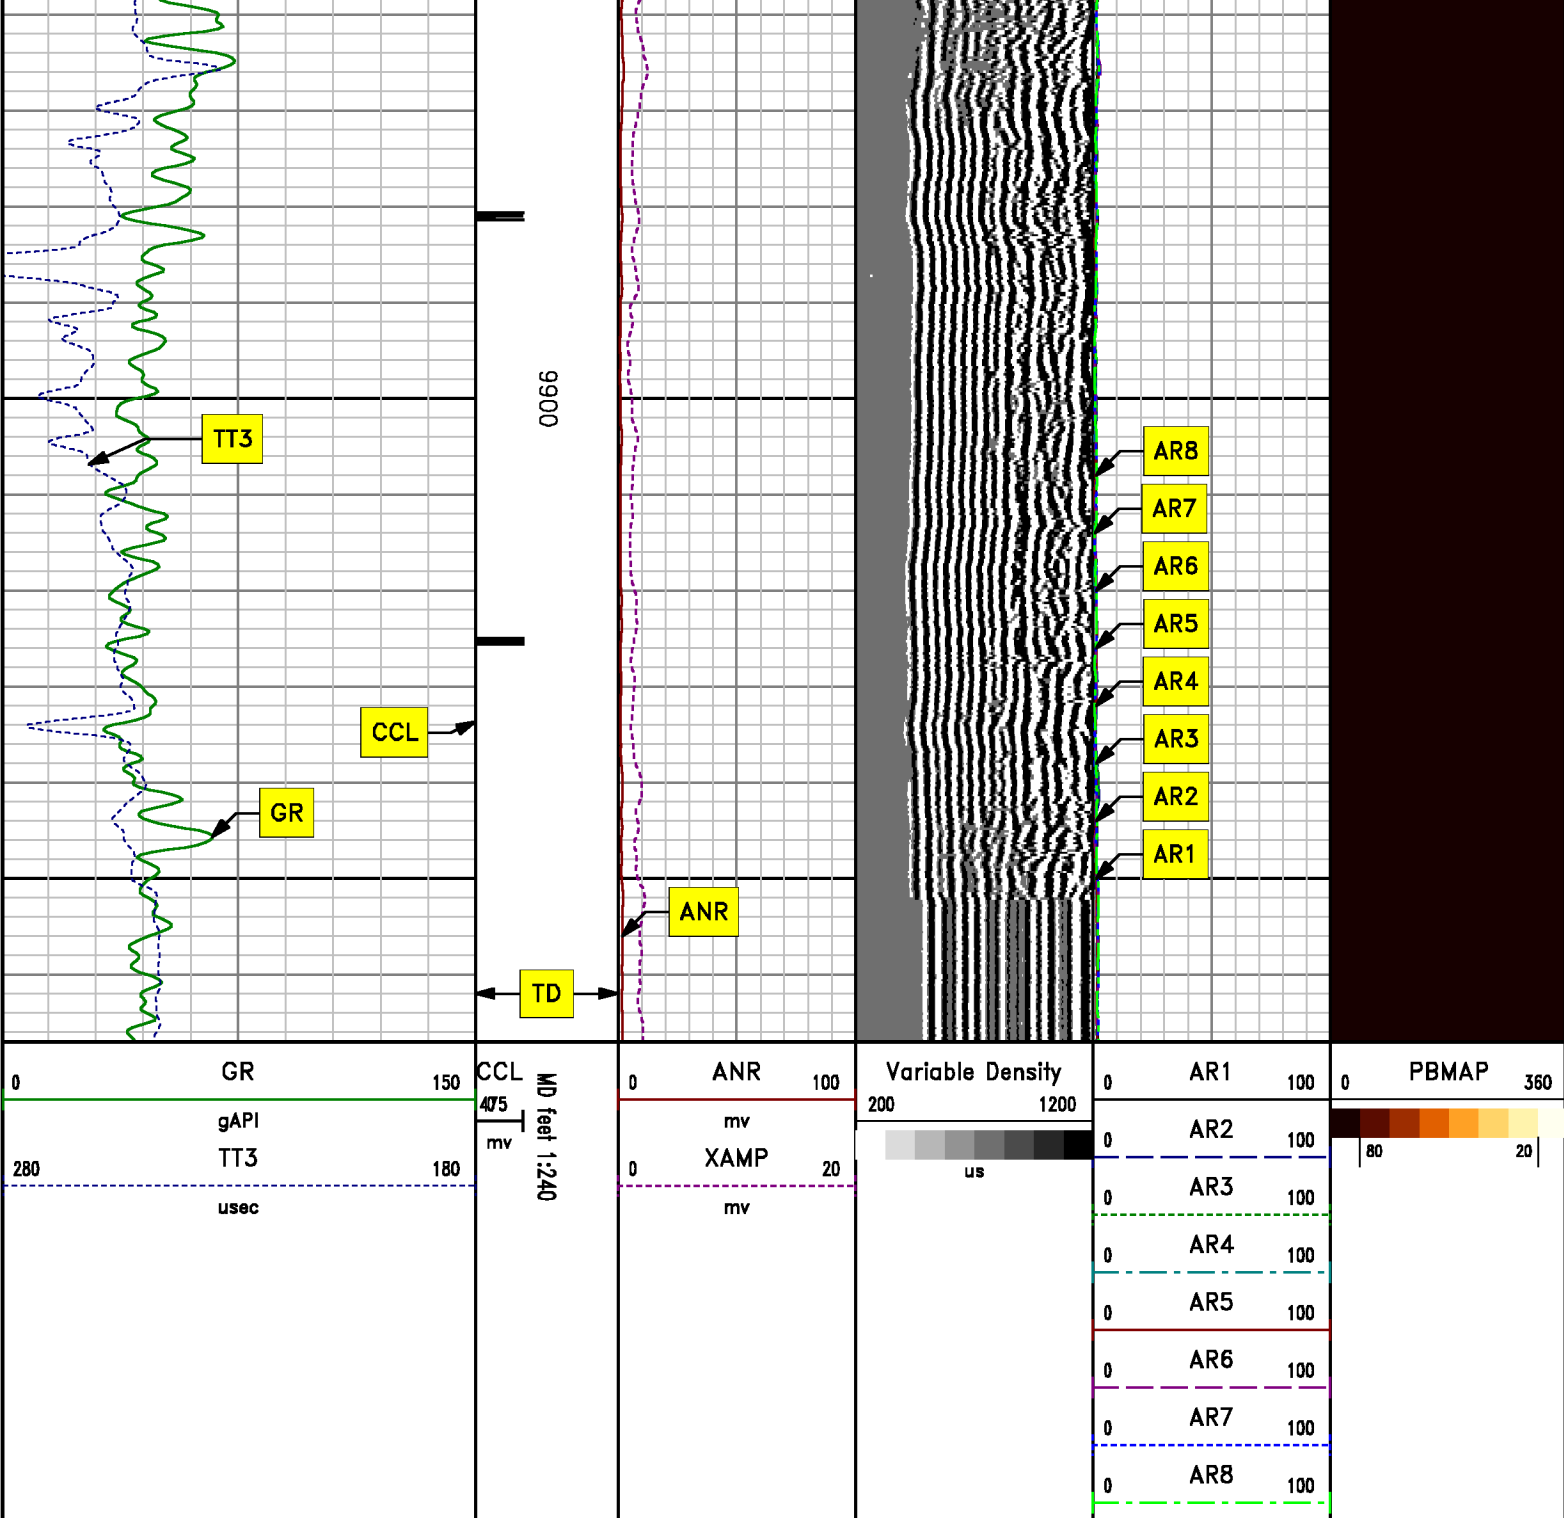 9900
TT3
CCL
GR
ANR
TD
AR8
AR7
AR6
AR5
AR4
AR3
AR2
AR1
0 GR 150
gAPI
280 TT3 180
usec
CCL
mv
MD feet 1:240
0 ANR 100
mv
0 XAMP 20
mv
Variable Density
200 1200
us
0 AR1 100
0 AR2 100
0 AR3 100
0 AR4 100
0 AR5 100
0 AR6 100
0 AR7 100
0 AR8 100
0 PBMAP 360
80 20